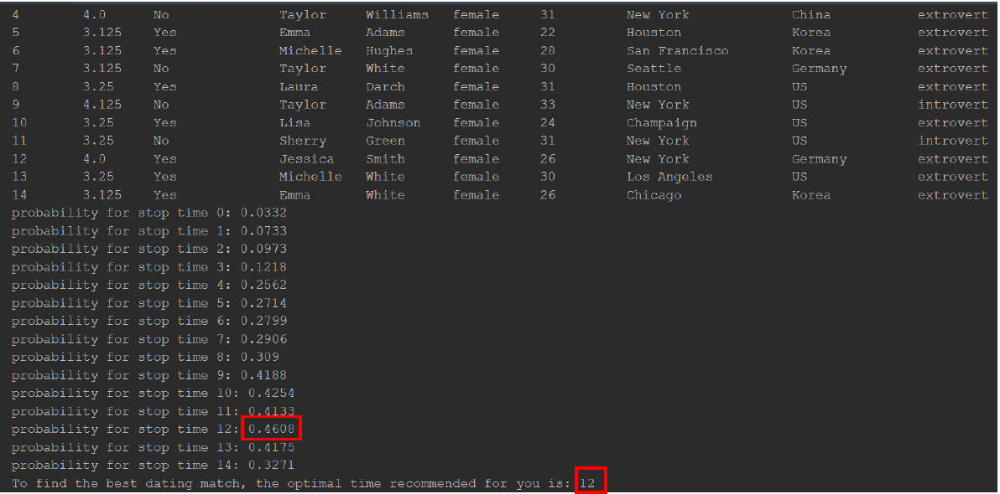 4 4.0 No Taylor Williams female 31 New York China extrovert
5 3.125 Yes Emma Adams female 22 Houston Korea extrovert
6 3.125 Yes Michelle Hughes female 28 San Francisco Korea extrovert
7 3.125 No Taylor White female 30 Seattle Germany extrovert
8 3.25 Yes Laura Darch female 31 Houston US extrovert
9 4.125 No Taylor Adams female 33 New York US introvert
10 3.25 Yes Lisa Johnson female 24 Champaign US extrovert
11 3.25 No Sherry Green female 31 New York US introvert
12 4.0 Yes Jessica Smith female 26 New York Germany extrovert
13 3.25 Yes Michelle White female 30 Los Angeles US extrovert
14 3.125 Yes Emma White female 26 Chicago Korea extrovert
probability for stop time 0: 0.0332
probability for stop time 1: 0.0733
probability for stop time 2: 0.0973
probability for stop time 3: 0.1218
probability for stop time 4: 0.2562
probability for stop time 5: 0.2714
probability for stop time 6: 0.2799
probability for stop time 7: 0.2906
probability for stop time 8: 0.309
probability for stop time 9: 0.4188
probability for stop time 10: 0.4254
probability for stop time 11: 0.4133
probability for stop time 12: 0.4608
probability for stop time 13: 0.4175
probability for stop time 14: 0.3271
To find the best dating match, the optimal time recommended for you is: 12